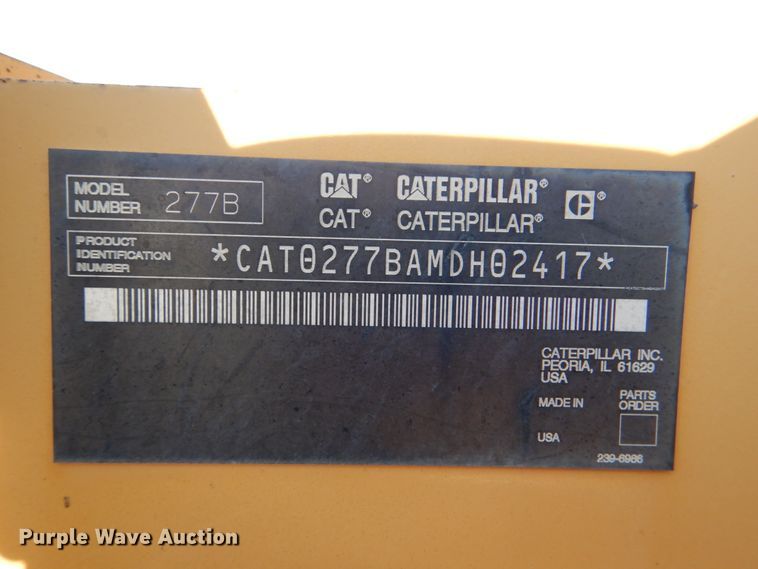 MODEL NUMBER 277B
CAT® CATERPILLAR® C
CAT® CATERPILLAR®
PRODUCT IDENTIFICATION NUMBER *CAT0277BAMDH02417*
CATERPILLAR INC.
PEORIA, IL 61629
USA
MADE IN
USA
PARTS
ORDER
239-6986
Purple Wave Auction